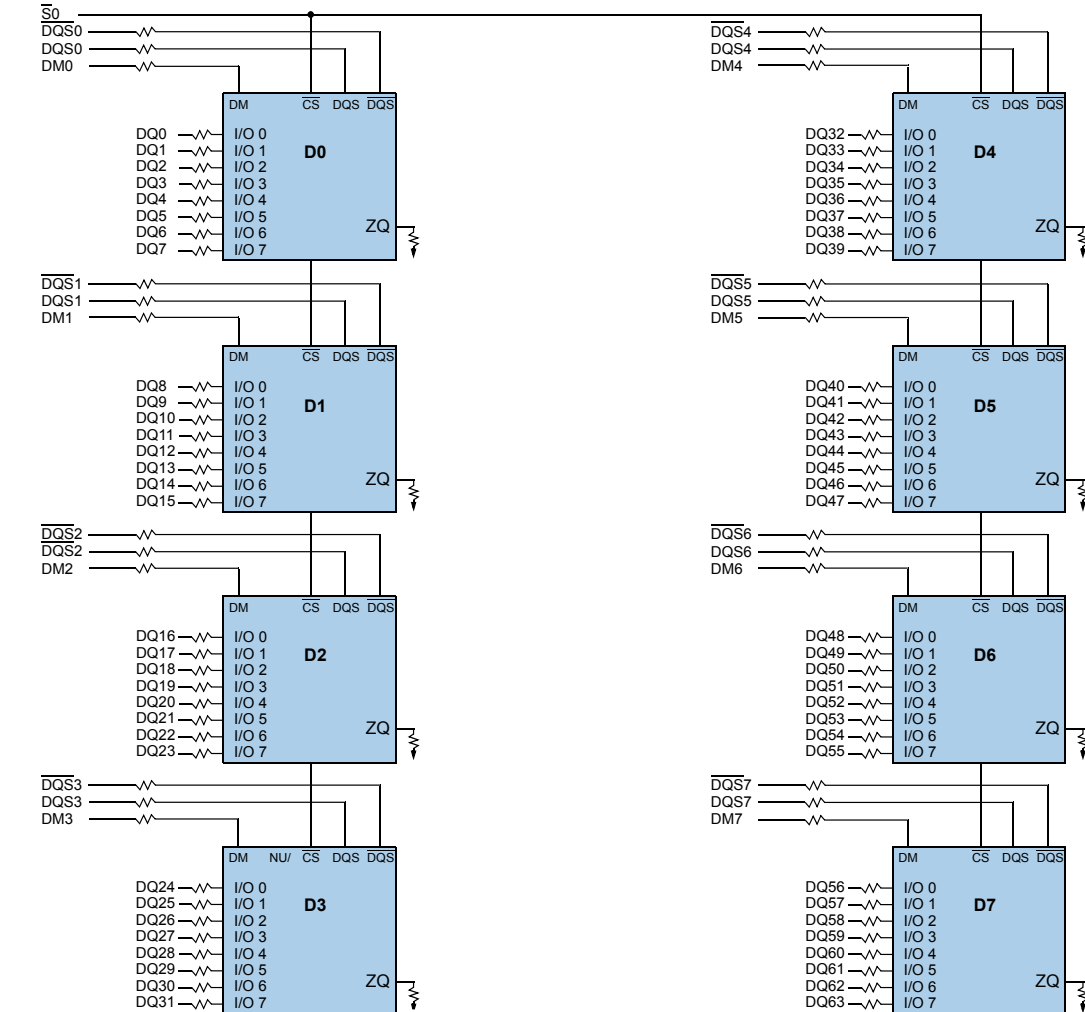 S0
DQS0
DQS0
DM0
DM CS DQS DQS
DQ0 I/O 0
DQ1 I/O 1
D0
DQ2 I/O 2
DQ3 I/O 3
DQ4 I/O 4
DQ5 I/O 5
DQ6 I/O 6
DQ7 I/O 7
ZQ
DQS1
DQS1
DM1
DM CS DQS DQS
DQ8 I/O 0
DQ9 I/O 1
D1
DQ10 I/O 2
DQ11 I/O 3
DQ12 I/O 4
DQ13 I/O 5
DQ14 I/O 6
DQ15 I/O 7
ZQ
DQS2
DQS2
DM2
DM CS DQS DQS
DQ16 I/O 0
DQ17 I/O 1
D2
DQ18 I/O 2
DQ19 I/O 3
DQ20 I/O 4
DQ21 I/O 5
DQ22 I/O 6
DQ23 I/O 7
ZQ
DQS3
DQS3
DM3
DM NU/ CS DQS DQS
DQ24 I/O 0
DQ25 I/O 1
D3
DQ26 I/O 2
DQ27 I/O 3
DQ28 I/O 4
DQ29 I/O 5
DQ30 I/O 6
DQ31 I/O 7
ZQ
DQS4
DQS4
DM4
DM CS DQS DQS
DQ32 I/O 0
DQ33 I/O 1
D4
DQ34 I/O 2
DQ35 I/O 3
DQ36 I/O 4
DQ37 I/O 5
DQ38 I/O 6
DQ39 I/O 7
ZQ
DQS5
DQS5
DM5
DM CS DQS DQS
DQ40 I/O 0
DQ41 I/O 1
D5
DQ42 I/O 2
DQ43 I/O 3
DQ44 I/O 4
DQ45 I/O 5
DQ46 I/O 6
DQ47 I/O 7
ZQ
DQS6
DQS6
DM6
DM CS DQS DQS
DQ48 I/O 0
DQ49 I/O 1
D6
DQ50 I/O 2
DQ51 I/O 3
DQ52 I/O 4
DQ53 I/O 5
DQ54 I/O 6
DQ55 I/O 7
ZQ
DQS7
DQS7
DM7
DM CS DQS DQS
DQ56 I/O 0
DQ57 I/O 1
D7
DQ58 I/O 2
DQ59 I/O 3
DQ60 I/O 4
DQ61 I/O 5
DQ62 I/O 6
DQ63 I/O 7
ZQ